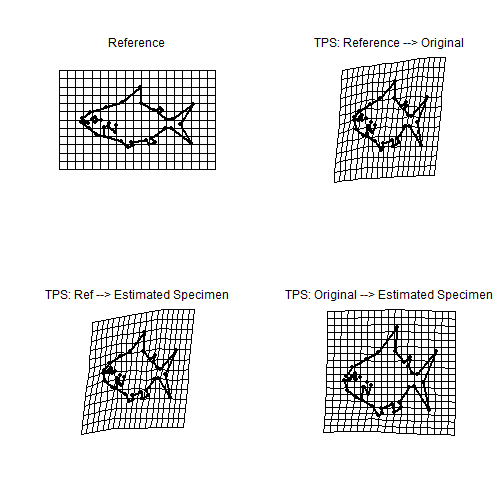 Reference
TPS: Reference --> Original
TPS: Ref --> Estimated Specimen
TPS: Original --> Estimated Specimen